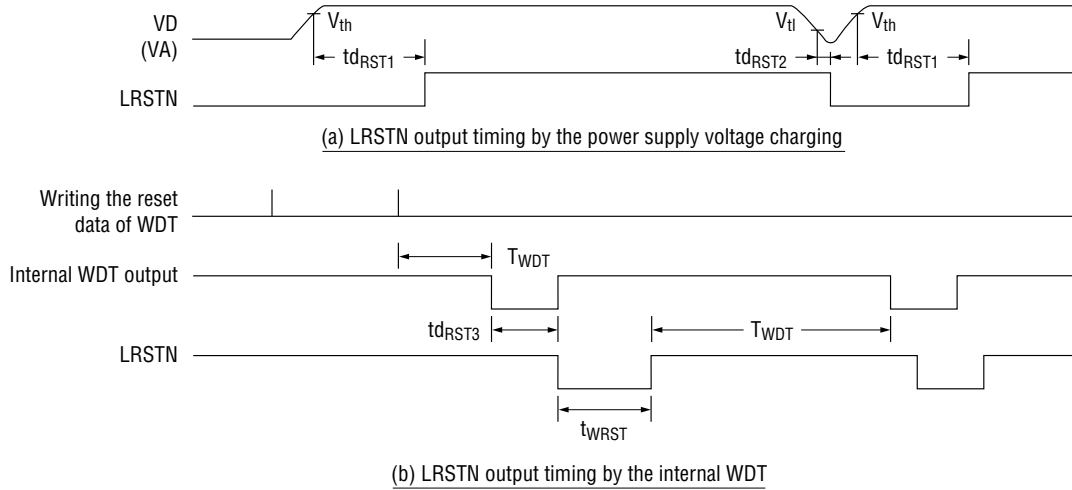 VD
(VA)
Vth
Vtl
Vth
tdRST1
tdRST2
tdRST1
LRSTN
(a) LRSTN output timing by the power supply voltage charging
Writing the reset
data of WDT
TWDT
Internal WDT output
tdRST3
TWDT
LRSTN
tWRST
(b) LRSTN output timing by the internal WDT